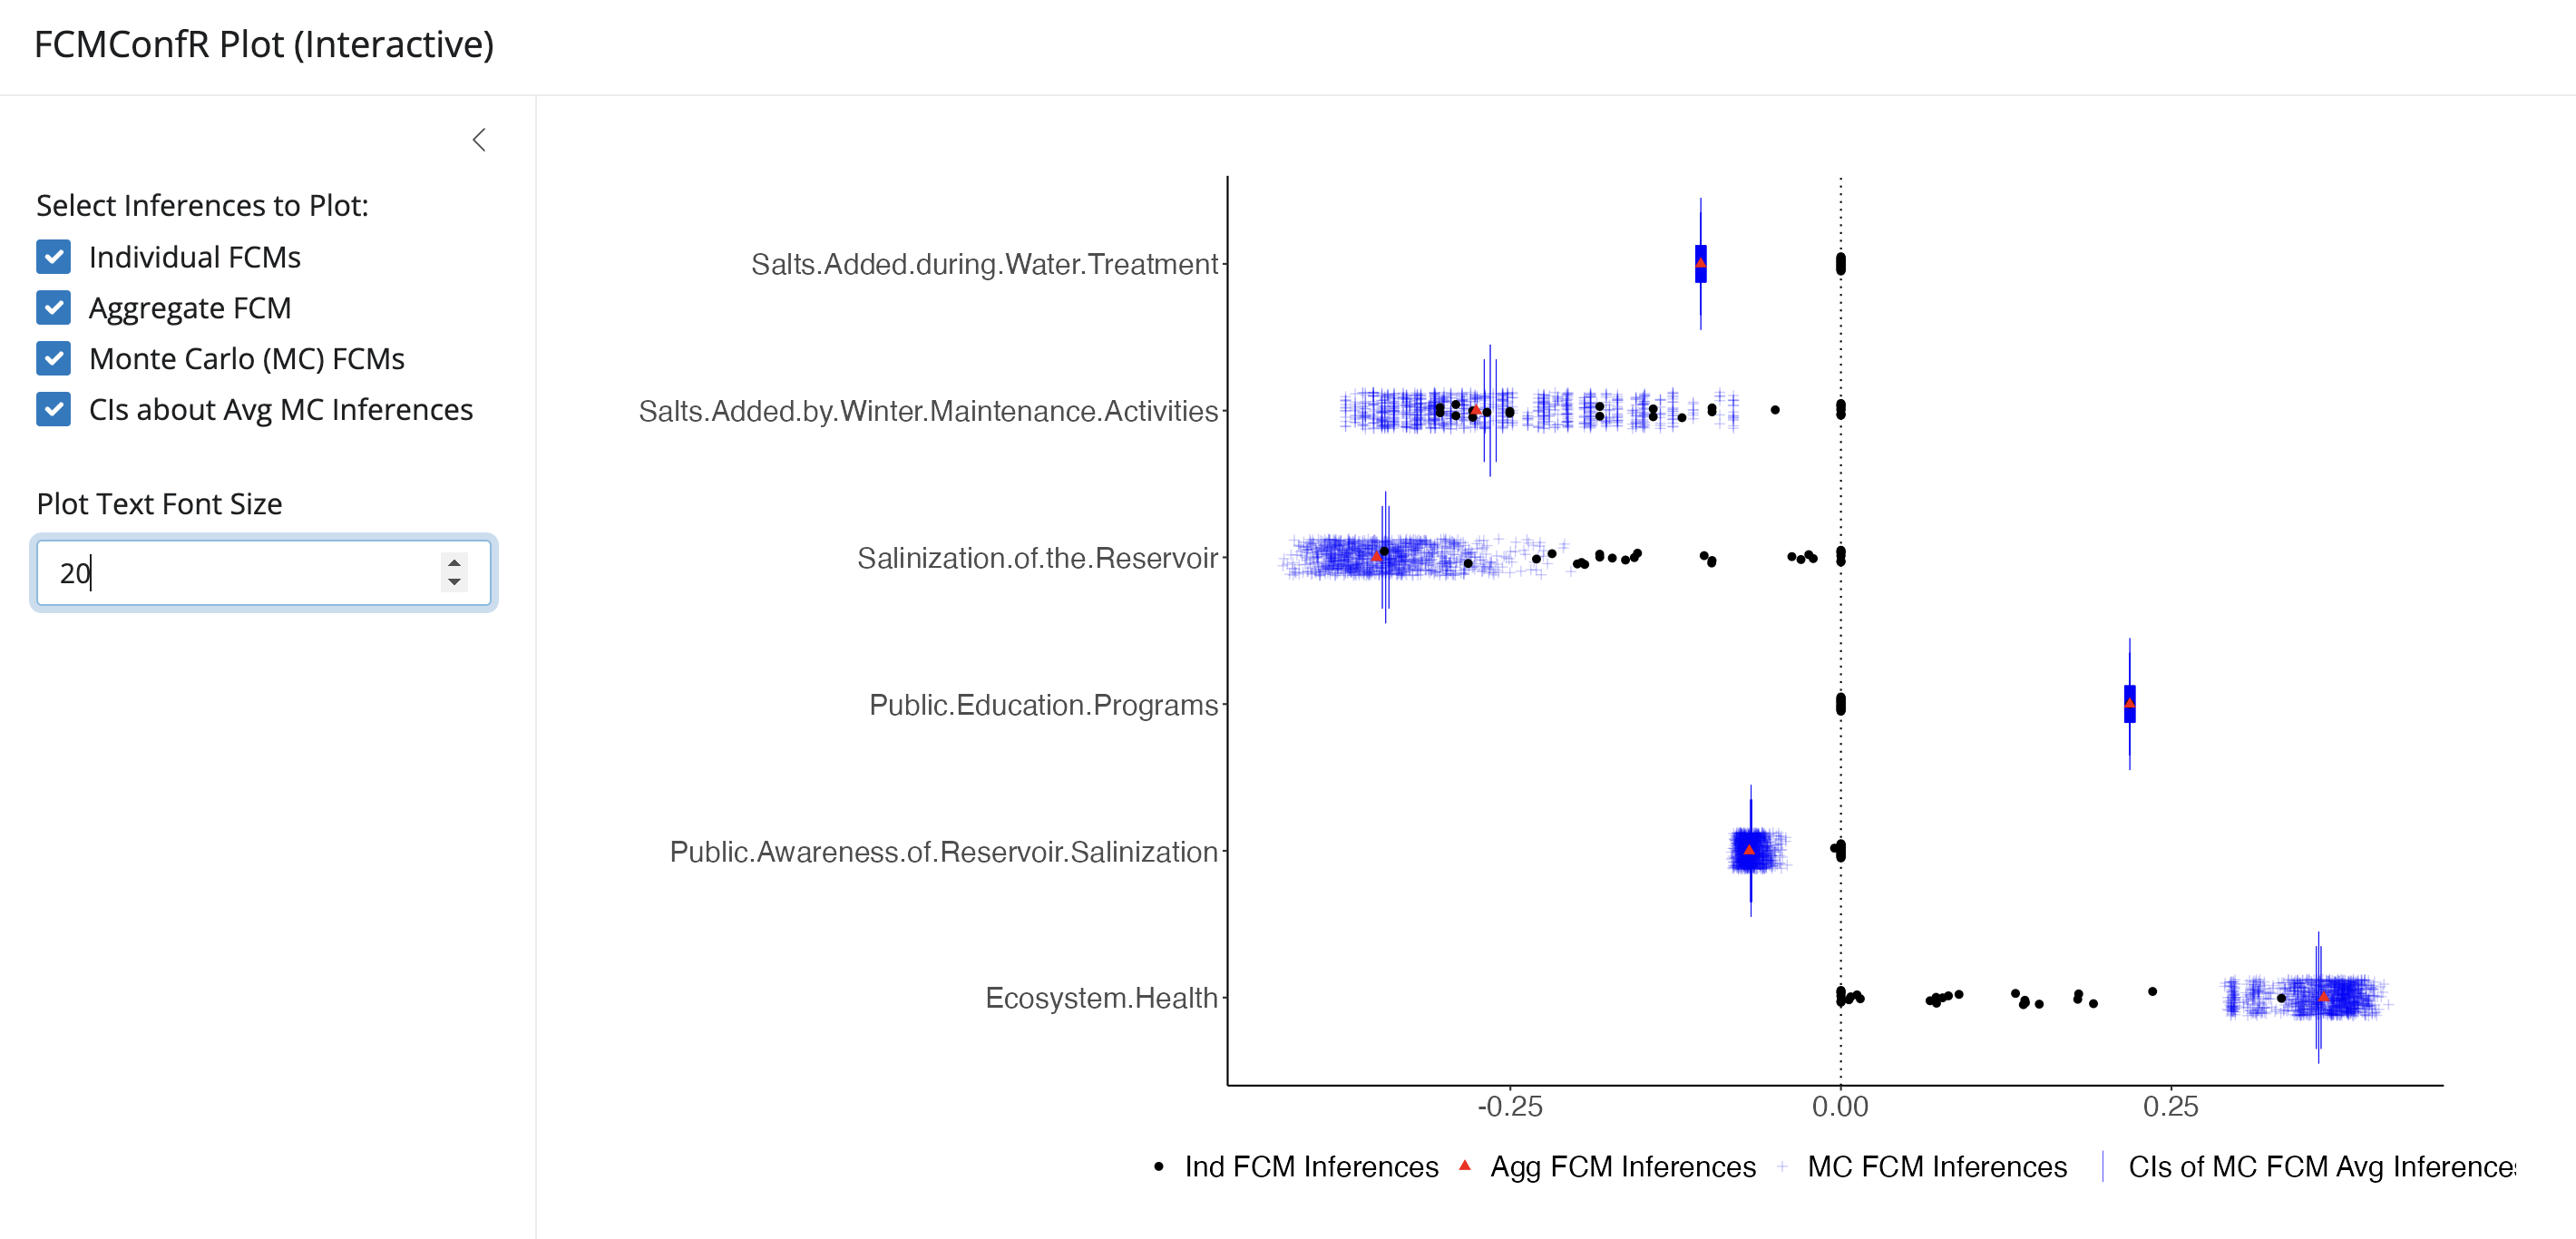 FCMConfR Plot (Interactive)
Select Inferences to Plot:
Individual FCMs
Aggregate FCM
Monte Carlo (MC) FCMs
CIs about Avg MC Inferences
Plot Text Font Size
20
Salts.Added.during.Water.Treatment
Salts.Added.by.Winter.Maintenance.Activities
Salinization.of.the.Reservoir
Public.Education.Programs
Public.Awareness.of.Reservoir.Salinization
Ecosystem.Health
-0.25 0.00 0.25
Ind FCM Inferences Agg FCM Inferences MC FCM Inferences CIs of MC FCM Avg Inferences